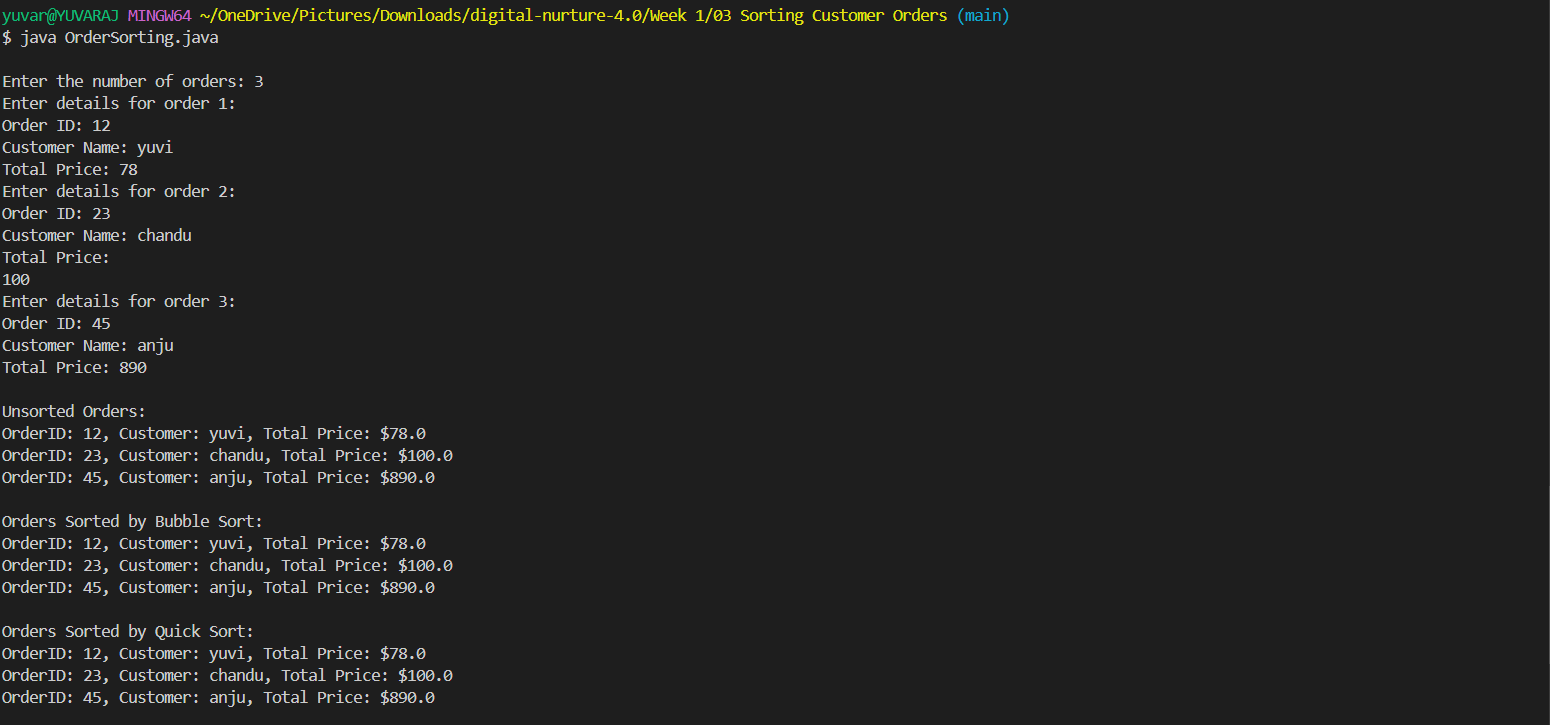 yuvar@YUVARAJ MINGW64 ~/OneDrive/Pictures/Downloads/digital-nurture-4.0/Week 1/03 Sorting Customer Orders (main)
$ java OrderSorting.java
Enter the number of orders: 3
Enter details for order 1:
Order ID: 12
Customer Name: yuvi
Total Price: 78
Enter details for order 2:
Order ID: 23
Customer Name: chandu
Total Price:
100
Enter details for order 3:
Order ID: 45
Customer Name: anju
Total Price: 890
Unsorted Orders:
OrderID: 12, Customer: yuvi, Total Price: $78.0
OrderID: 23, Customer: chandu, Total Price: $100.0
OrderID: 45, Customer: anju, Total Price: $890.0
Orders Sorted by Bubble Sort:
OrderID: 12, Customer: yuvi, Total Price: $78.0
OrderID: 23, Customer: chandu, Total Price: $100.0
OrderID: 45, Customer: anju, Total Price: $890.0
Orders Sorted by Quick Sort:
OrderID: 12, Customer: yuvi, Total Price: $78.0
OrderID: 23, Customer: chandu, Total Price: $100.0
OrderID: 45, Customer: anju, Total Price: $890.0